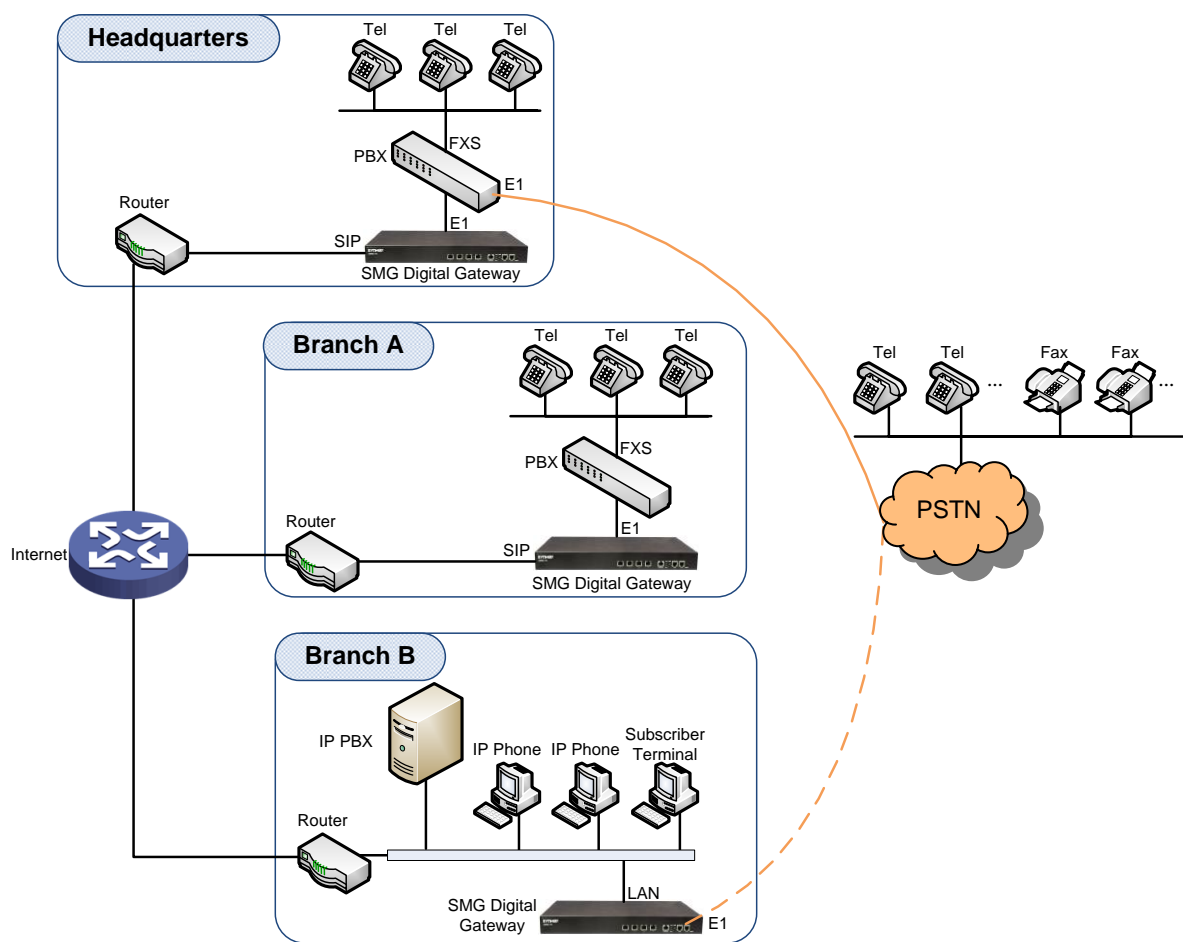 Headquarters
Tel
Tel
Tel
FXS
PBX
E1
E1
Router
SIP
SMG Digital Gateway
Branch A
Tel
Tel
Tel
FXS
PBX
E1
Router
SIP
SMG Digital Gateway
Internet
Tel
Tel
...
Fax
Fax
...
PSTN
Branch B
IP PBX
IP Phone
IP Phone
Subscriber
Terminal
Router
LAN
SMG Digital
Gateway
E1